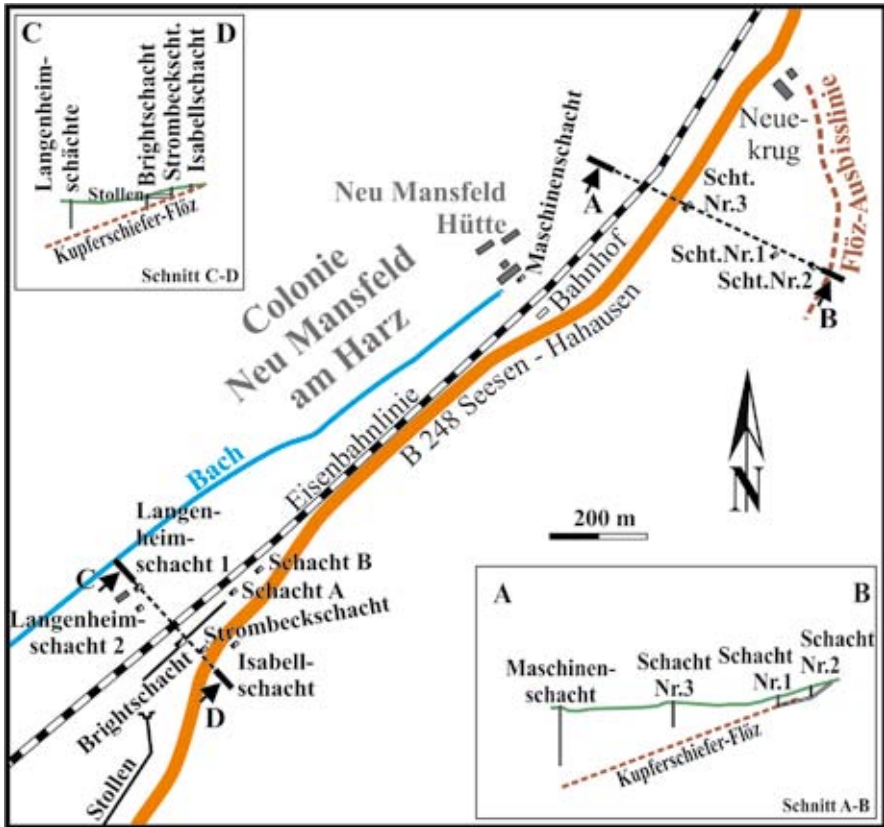 C
D
Langenheim-
schächte
Stollen
Brightschacht
Strombeckscht.
Isabellschacht
Kupferschiefer-Flöz
Schnitt C-D
Neu Mansfeld
Hütte
Maschinenschacht
A
Neue-
krug
Scht.
Nr.3
Scht.Nr.1
Scht.Nr.2
B
Flöz-Ausbisslinie
Colonie
Neu Mansfeld
am Harz
Bahnhof
B 248 Seesen - Hahausen
Eisenbahnlinie
Bach
N
200 m
Langen-
heim-
schacht 1
C
Langenheim-
schacht 2
Schacht B
Schacht A
Strombeckschacht
Brightschacht
Isabell-
schacht
D
Stollen
A
B
Maschinen-
schacht
Schacht
Nr.3
Schacht
Nr.1
Schacht
Nr.2
Kupferschiefer-Flöz
Schnitt A-B